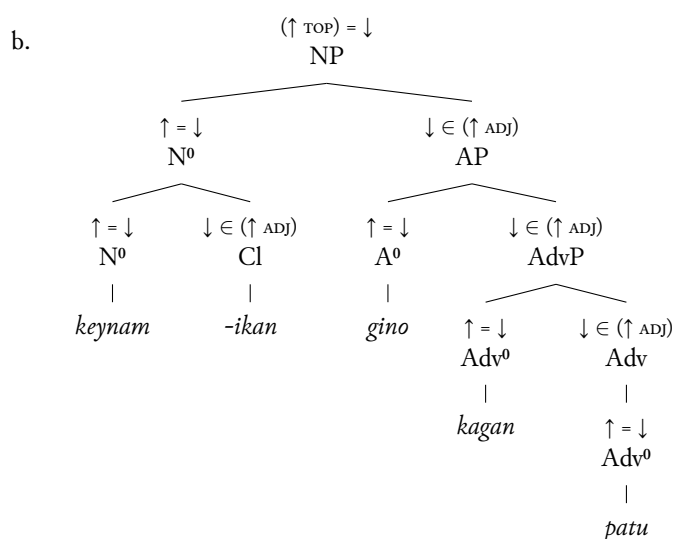 (↑ TOP) = ↓
b.
NP
↑ = ↓ ↓ ∈ (↑ ADJ)
N⁰ AP
↑ = ↓ ↓ ∈ (↑ ADJ) ↑ = ↓ ↓ ∈ (↑ ADJ)
N⁰ Cl A⁰ AdvP
keynam -ikan gino ↑ = ↓ ↓ ∈ (↑ ADJ)
Adv⁰ Adv
kagan ↑ = ↓
Adv⁰
patu